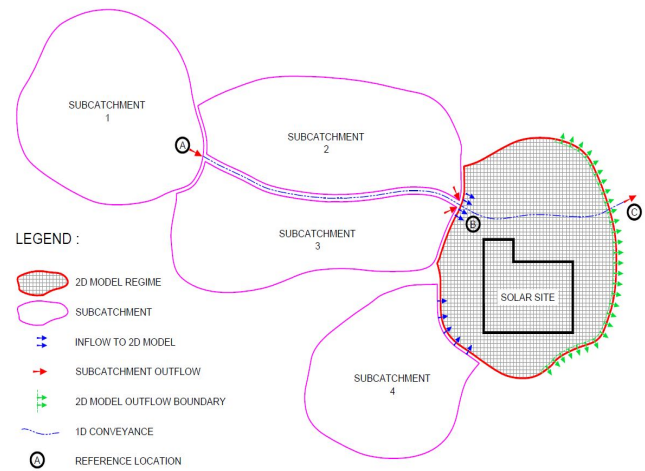 SUBCATCHMENT
1
SUBCATCHMENT
2
A
SUBCATCHMENT
3
B
C
SOLAR SITE
SUBCATCHMENT
4
LEGEND :
2D MODEL REGIME
SUBCATCHMENT
INFLOW TO 2D MODEL
SUBCATCHMENT OUTFLOW
2D MODEL OUTFLOW BOUNDARY
1D CONVEYANCE
A
REFERENCE LOCATION